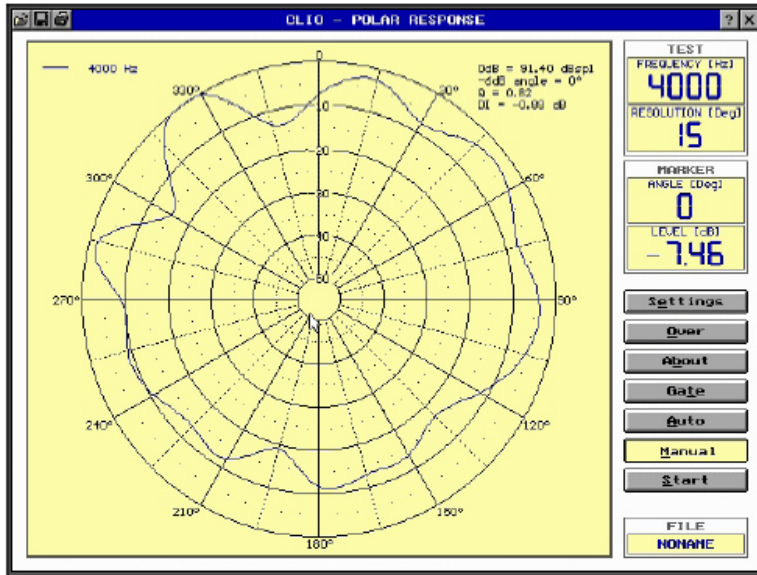 CLIO - POLAR RESPONSE
? X
4000 Hz
0dB = 91.40 dBspl
-6dB angle = 0°
Q = 0.82
DI = -0.88 dB
0
330°
30°
10
20
30
40
50
300°
60°
270°
90°
240°
120°
210°
150°
180°
TEST
FREQUENCY [Hz]
4000
RESOLUTION [Deg]
15
MARKER
ANGLE [Deg]
0
LEVEL [dB]
-7.46
Settings
Over
About
Gate
Auto
Manual
Start
FILE
NONAME